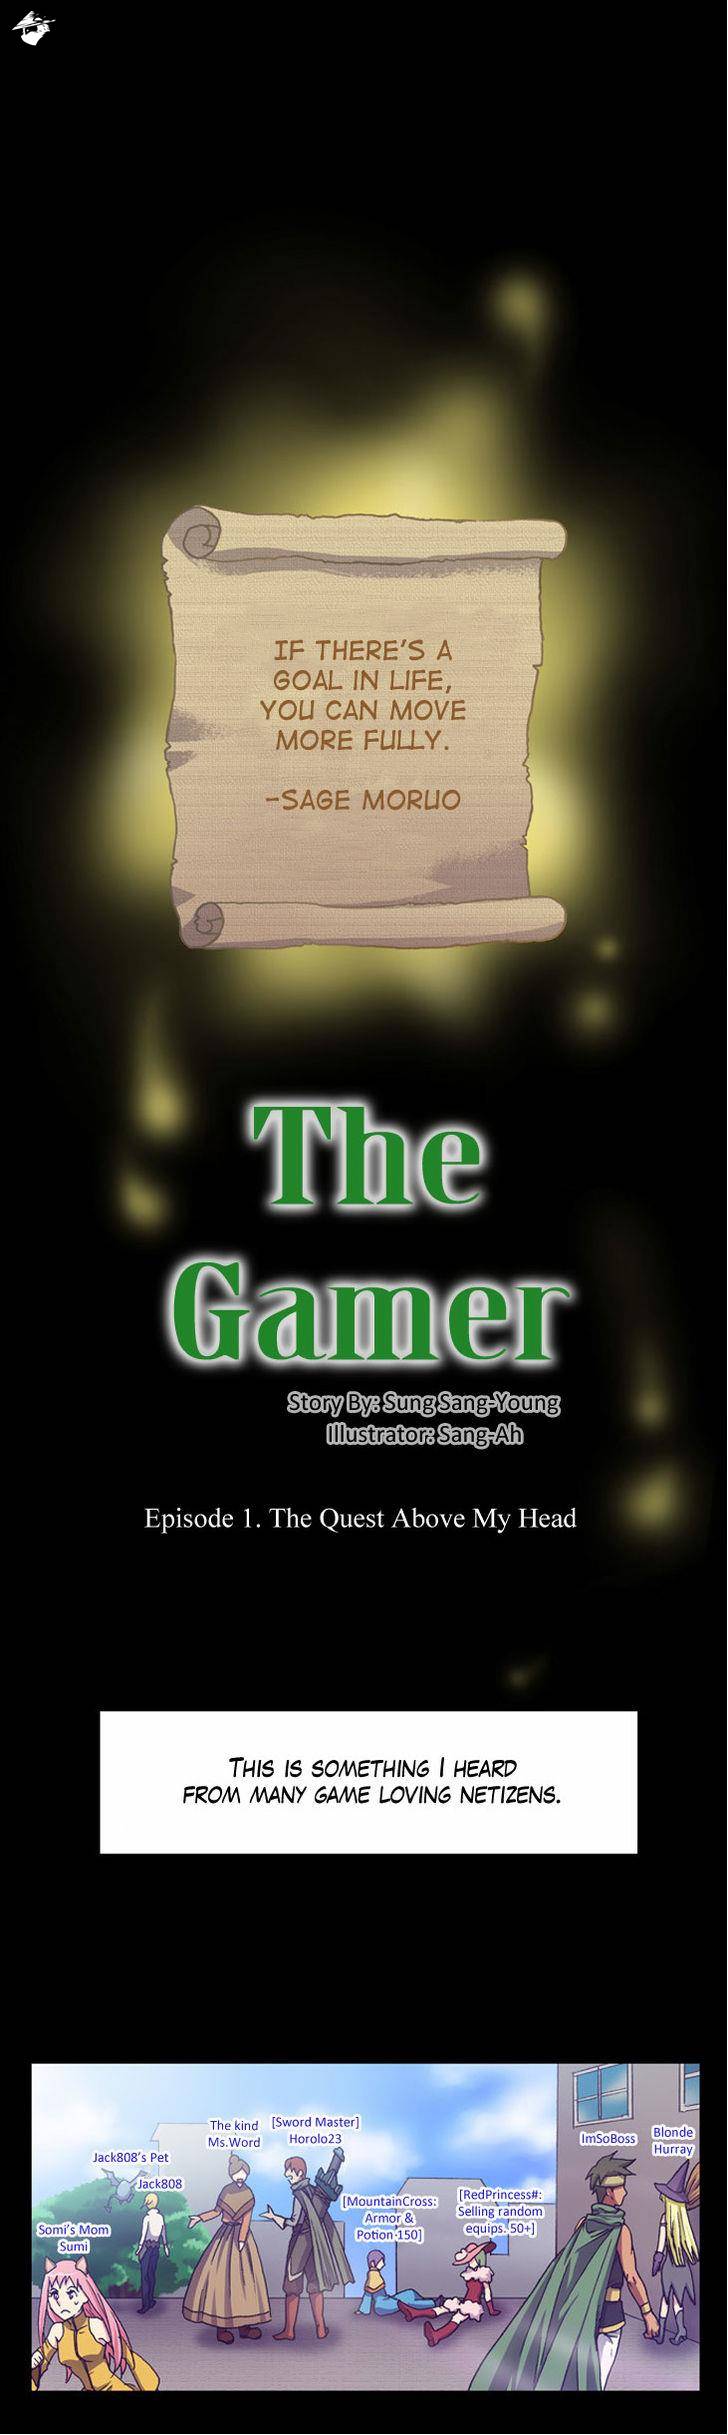 IF THERE'S A
GOAL IN LIFE,
YOU CAN MOVE
MORE FULLY.
-SAGE MORUO
The
Gamer
Story By: Sung Sang-Young
Illustrator: Sang-Ah
Episode 1. The Quest Above My Head
THIS IS SOMETHING I HEARD
FROM MANY GAME LOVING NETIZENS.
Somi's Mom
Sumi
Jack808's Pet
Jack808
The kind
Ms.Word
[Sword Master]
Horolo23
[MountainCross:
Armor &
Potion 150]
[RedPrincess#:
Selling random
equips. 50+]
ImSoBoss
Blonde
Hurray